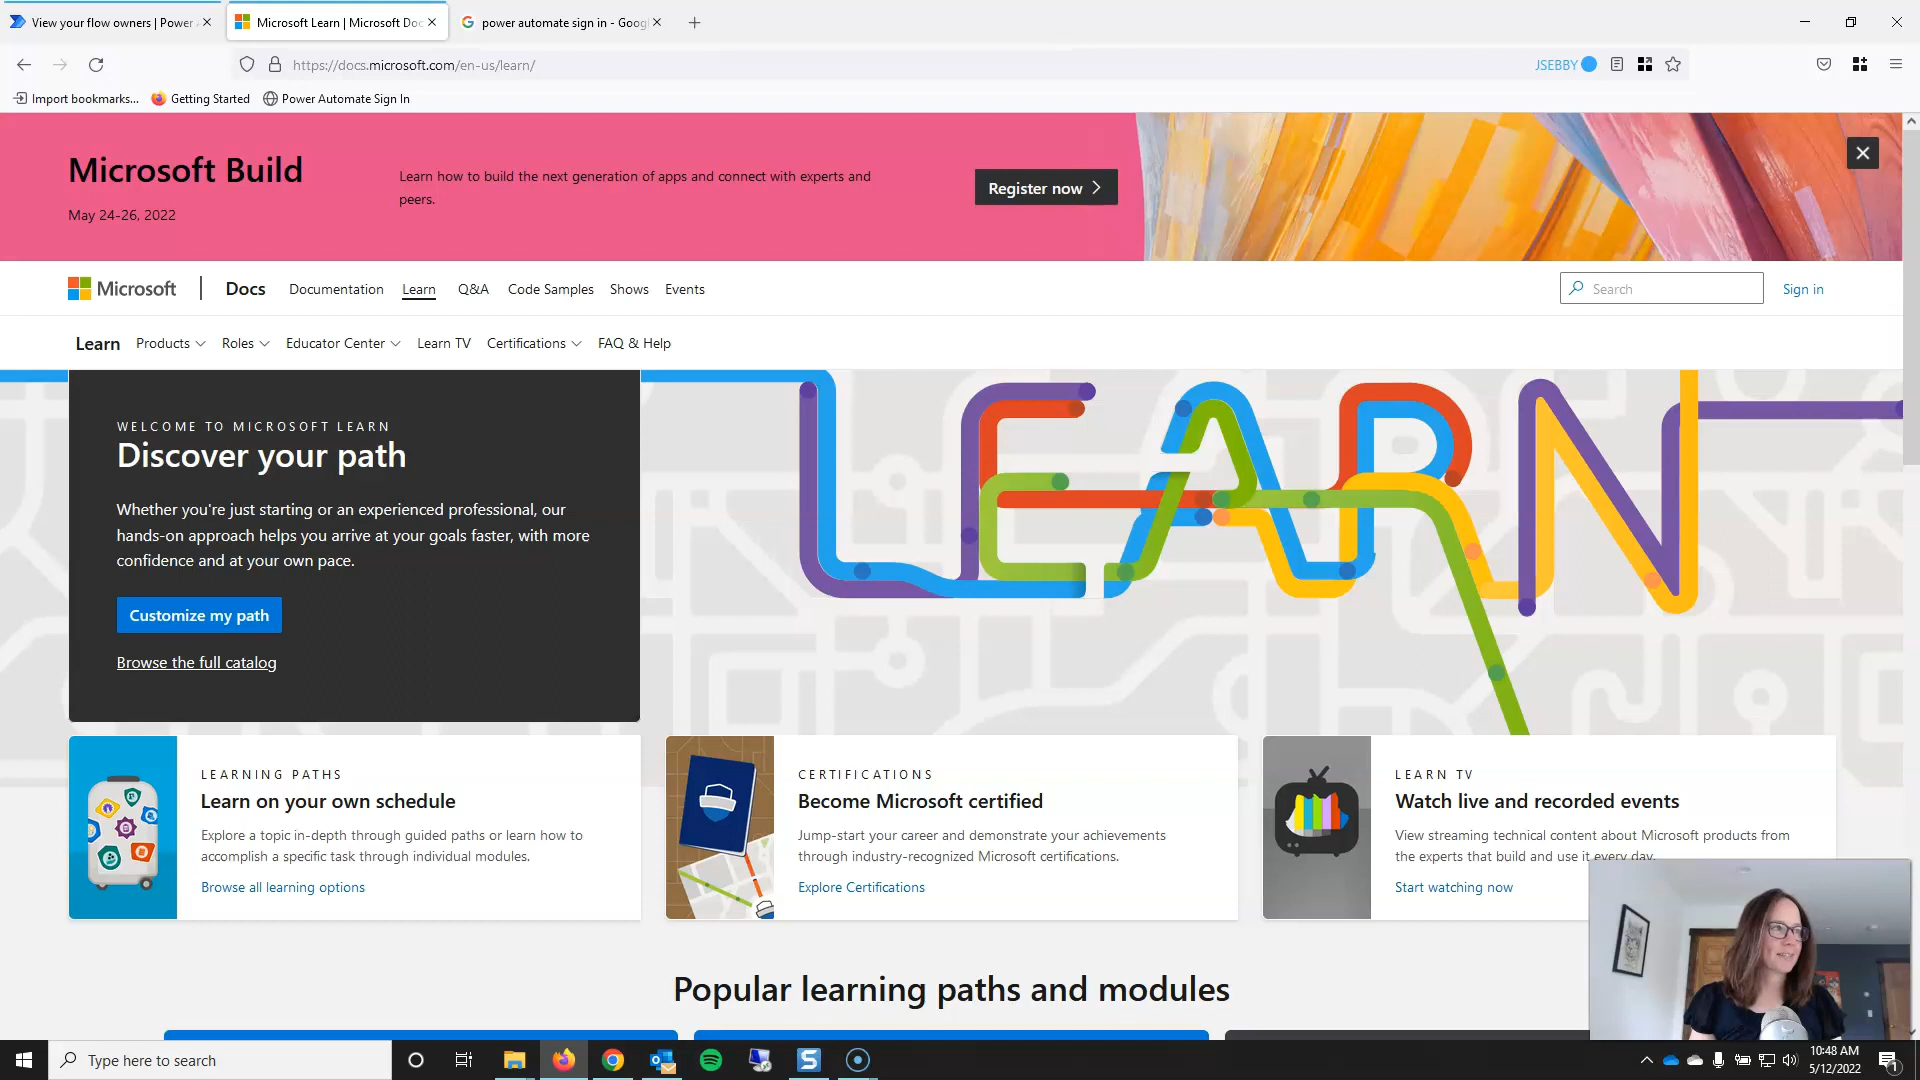 View your flow owners | Power
Microsoft Learn | Microsoft Doc
power automate sign in - Goog
https://docs.microsoft.com/en-us/learn/
JSEBBY
Import bookmarks...
Getting Started
Power Automate Sign In
Microsoft Build
May 24-26, 2022
Learn how to build the next generation of apps and connect with experts and
peers.
Register now
Microsoft
Docs
Documentation
Learn
Q&A
Code Samples
Shows
Events
Search
Sign in
Learn
Products
Roles
Educator Center
Learn TV
Certifications
FAQ & Help
WELCOME TO MICROSOFT LEARN
Discover your path
Whether you're just starting or an experienced professional, our
hands-on approach helps you arrive at your goals faster, with more
confidence and at your own pace.
Customize my path
Browse the full catalog
LEARN
LEARNING PATHS
Learn on your own schedule
Explore a topic in-depth through guided paths or learn how to
accomplish a specific task through individual modules.
Browse all learning options
CERTIFICATIONS
Become Microsoft certified
Jump-start your career and demonstrate your achievements
through industry-recognized Microsoft certifications.
Explore Certifications
LEARN TV
Watch live and recorded events
View streaming technical content about Microsoft products from
the experts that build and use it every day.
Start watching now
Popular learning paths and modules
Type here to search
10:48 AM
5/12/2022
1